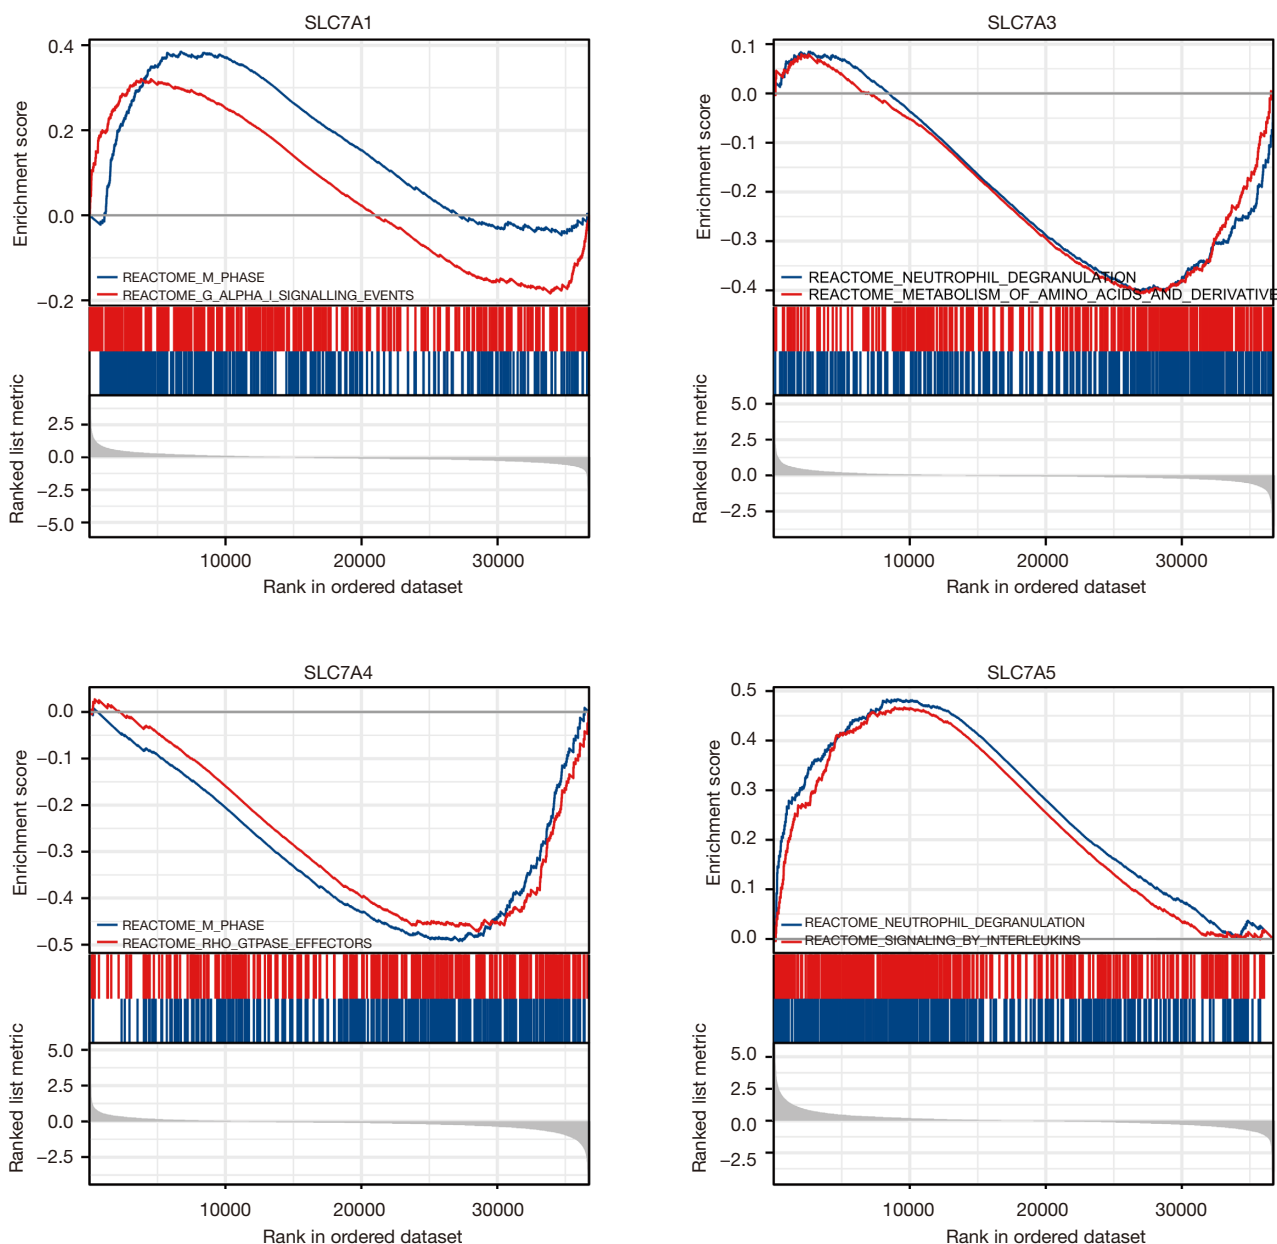 SLC7A1
Enrichment score
0.4
0.2
0.0
−0.2
REACTOME_M_PHASE
REACTOME_G_ALPHA_I_SIGNALLING_EVENTS
Ranked list metric
2.5
0.0
−2.5
−5.0
10000 20000 30000
Rank in ordered dataset
SLC7A3
Enrichment score
0.1
0.0
−0.1
−0.2
−0.3
−0.4
REACTOME_NEUTROPHIL_DEGRANULATION
REACTOME_METABOLISM_OF_AMINO_ACIDS_AND_DERIVATIVE
Ranked list metric
5.0
2.5
0.0
−2.5
10000 20000 30000
Rank in ordered dataset
SLC7A4
Enrichment score
0.0
−0.1
−0.2
−0.3
−0.4
−0.5
REACTOME_M_PHASE
REACTOME_RHO_GTPASE_EFFECTORS
Ranked list metric
5.0
2.5
0.0
−2.5
10000 20000 30000
Rank in ordered dataset
SLC7A5
Enrichment score
0.5
0.4
0.3
0.2
0.1
0.0
REACTOME_NEUTROPHIL_DEGRANULATION
REACTOME_SIGNALING_BY_INTERLEUKINS
Ranked list metric
5.0
2.5
0.0
−2.5
10000 20000 30000
Rank in ordered dataset